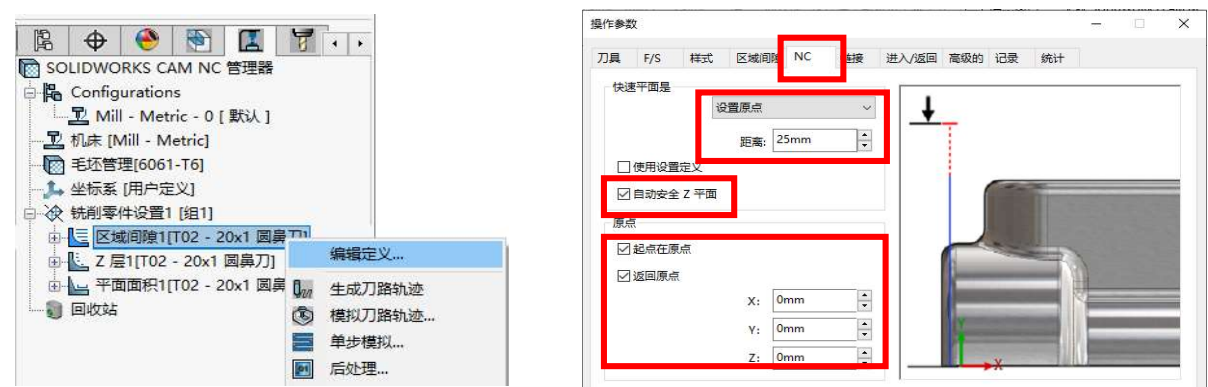 SOLIDWORKS CAM NC 管理器
Configurations
Mill - Metric - 0 [ 默认 ]
机床 [Mill - Metric]
毛坯管理[6061-T6]
坐标系 [用户定义]
铣削零件设置1 [组1]
区域间隙1[T02 - 20x1 圆鼻刀]
Z 层1[T02 - 20x1 圆鼻刀]
平面面积1[T02 - 20x1 圆鼻
回收站
编辑定义...
生成刀路轨迹
模拟刀路轨迹...
单步模拟...
后处理...
操作参数
刀具 F/S 样式 区域间隙 NC 链接 进入/返回 高级的 记录 统计
快速平面是
设置原点
距离: 25mm
使用设置定义
自动安全 Z 平面
原点
起点在原点
返回原点
X: 0mm
Y: 0mm
Z: 0mm
Y
X